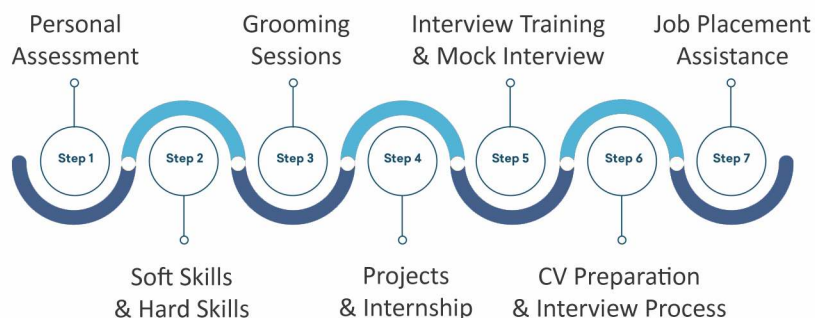 Personal
Assessment
Grooming
Sessions
Interview Training
& Mock Interview
Job Placement
Assistance
Step 1
Step 2
Step 3
Step 4
Step 5
Step 6
Step 7
Soft Skills
& Hard Skills
Projects
& Internship
CV Preparation
& Interview Process